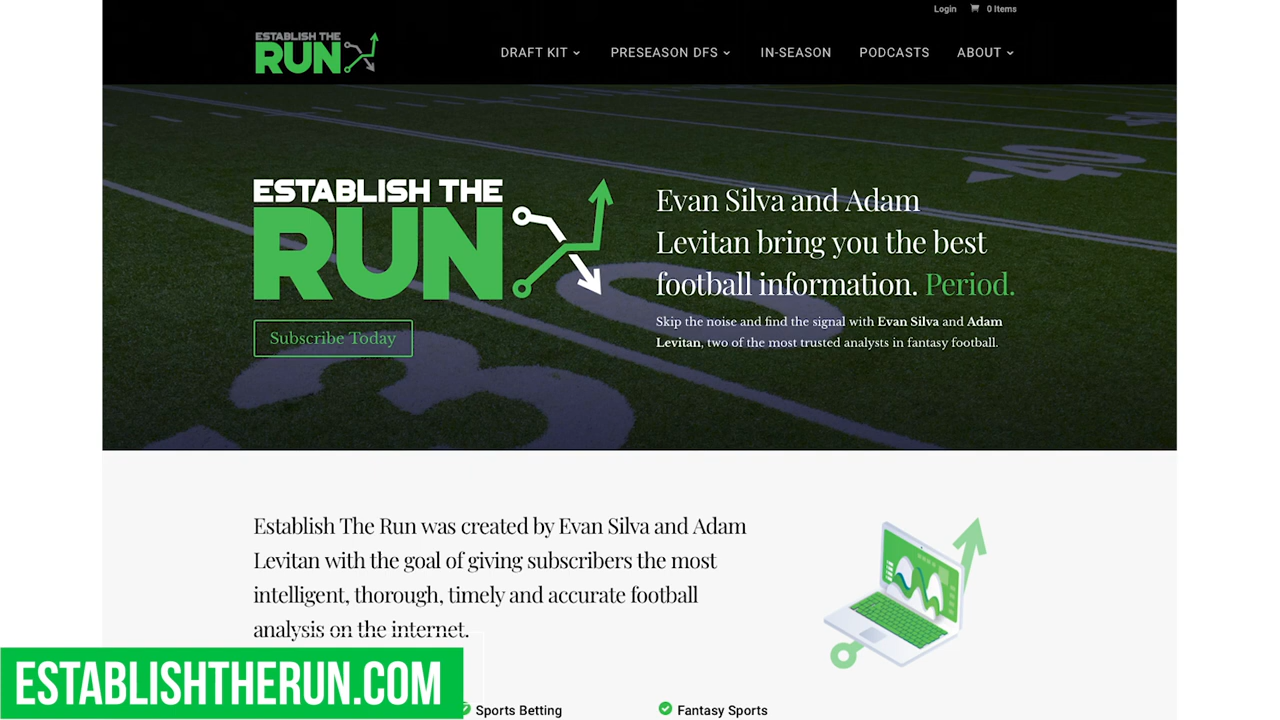 Login 0 Items
ESTABLISH THE
RUN
DRAFT KIT PRESEASON DFS IN-SEASON PODCASTS ABOUT
ESTABLISH THE
RUN
Subscribe Today
Evan Silva and Adam
Levitan bring you the best
football information. Period.
Skip the noise and find the signal with Evan Silva and Adam
Levitan, two of the most trusted analysts in fantasy football.
40
30
Establish The Run was created by Evan Silva and Adam
Levitan with the goal of giving subscribers the most
intelligent, thorough, timely and accurate football
analysis on the internet.
ESTABLISHTHERUN.COM
Sports Betting
Fantasy Sports